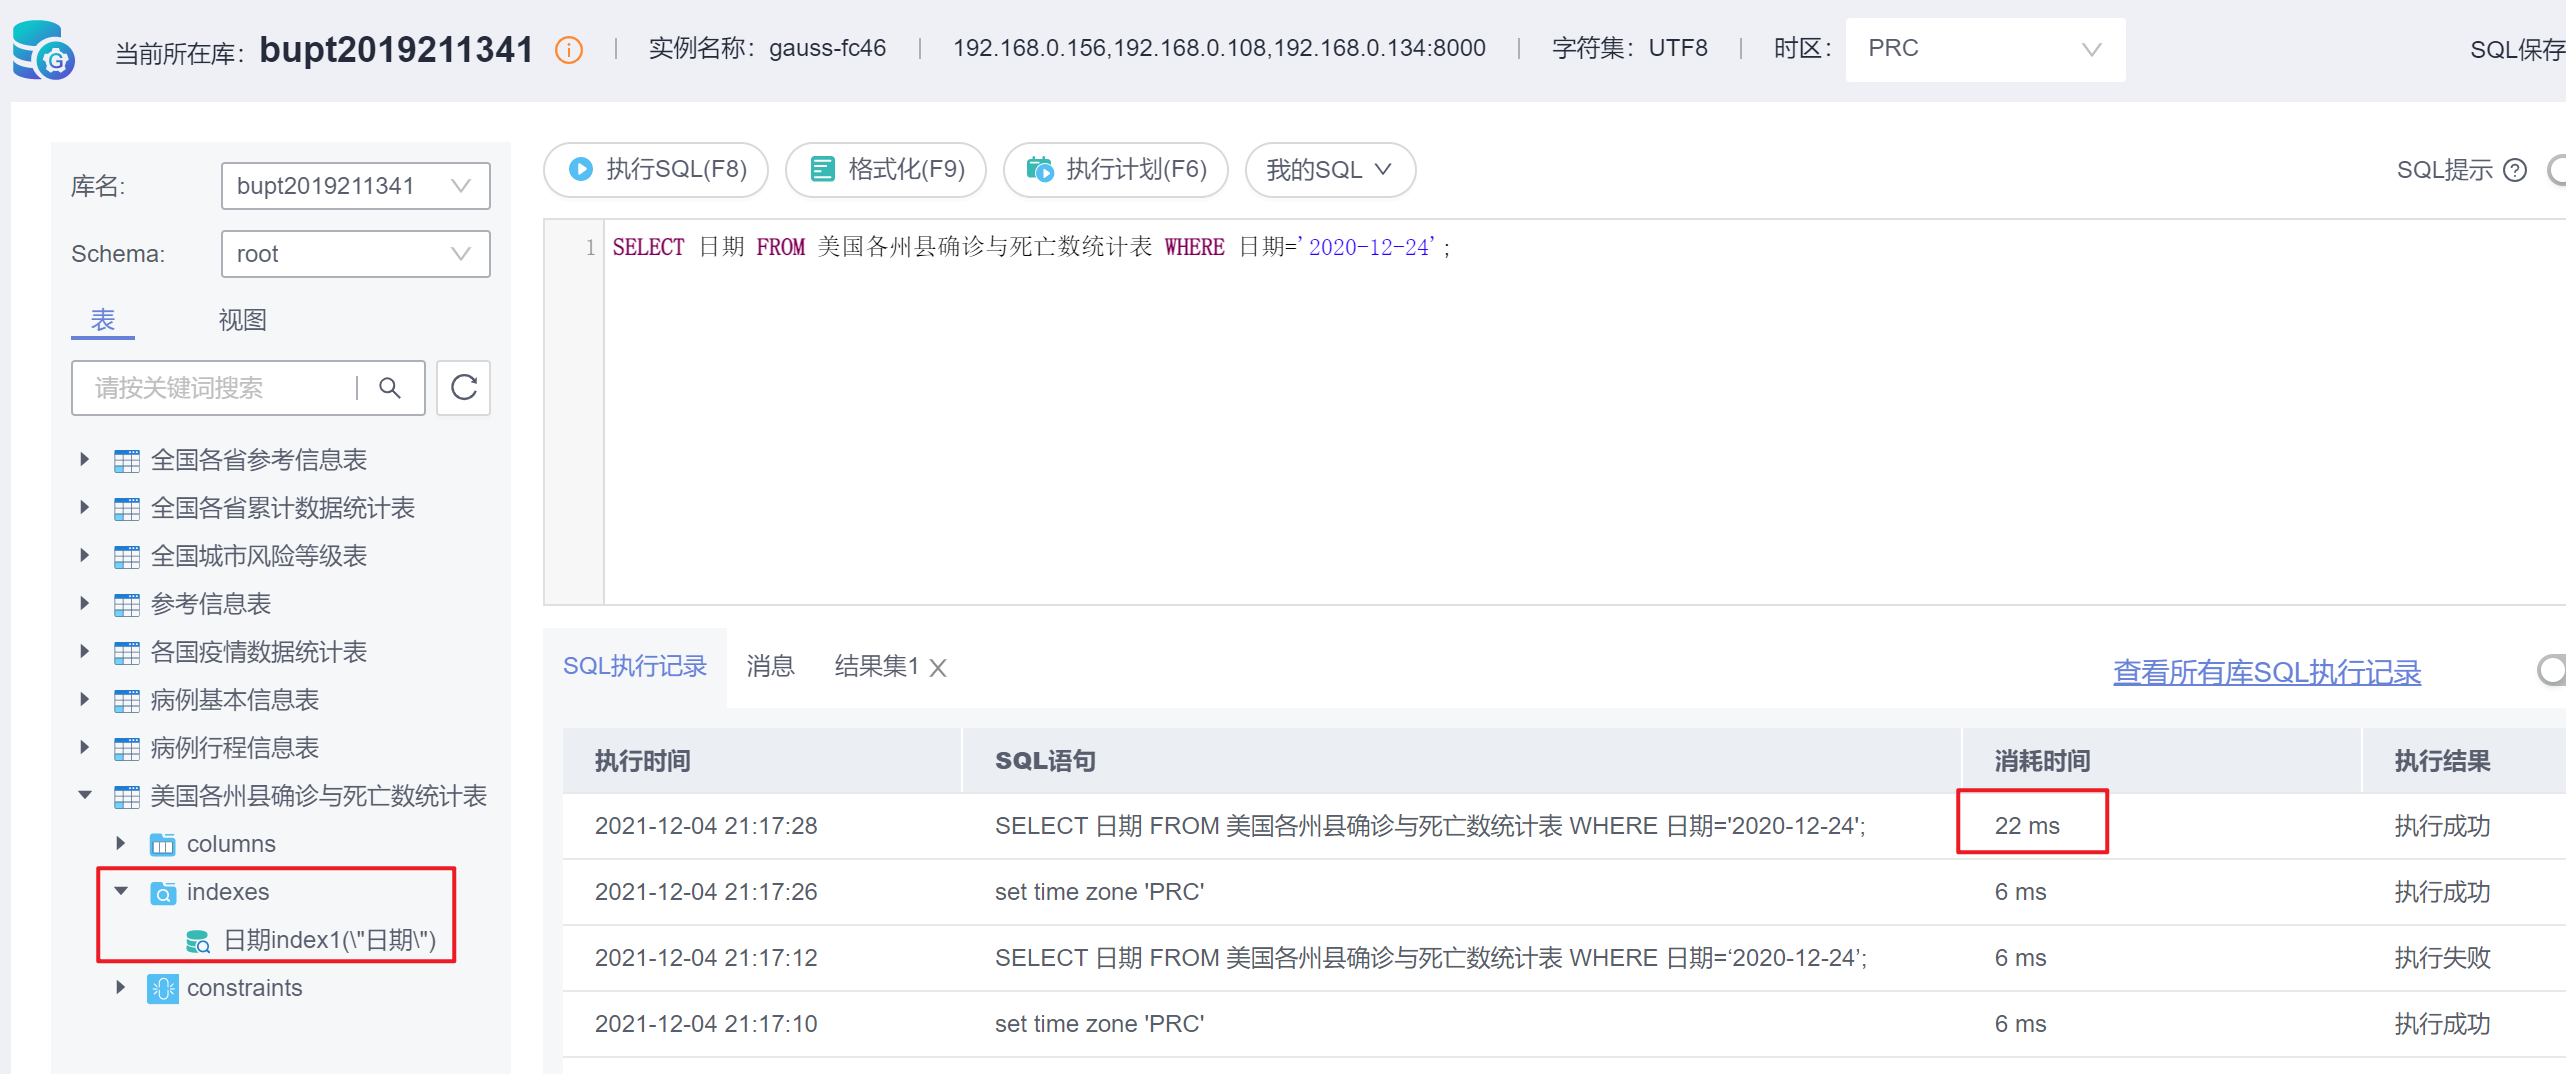 当前所在库: bupt2019211341 实例名称: gauss-fc46 192.168.0.156,192.168.0.108,192.168.0.134:8000 字符集: UTF8 时区: PRC SQL保存
库名: bupt2019211341
Schema: root
表 视图
请按关键词搜索
全国各省参考信息表
全国各省累计数据统计表
全国城市风险等级表
参考信息表
各国疫情数据统计表
病例基本信息表
病例行程信息表
美国各州县确诊与死亡数统计表
columns
indexes
日期index1(\"日期\")
constraints
执行SQL(F8) 格式化(F9) 执行计划(F6) 我的SQL SQL提示
1 SELECT 日期 FROM 美国各州县确诊与死亡数统计表 WHERE 日期='2020-12-24';
SQL执行记录 消息 结果集1 X 查看所有库SQL执行记录
执行时间 SQL语句 消耗时间 执行结果
2021-12-04 21:17:28 SELECT 日期 FROM 美国各州县确诊与死亡数统计表 WHERE 日期='2020-12-24'; 22 ms 执行成功
2021-12-04 21:17:26 set time zone 'PRC' 6 ms 执行成功
2021-12-04 21:17:12 SELECT 日期 FROM 美国各州县确诊与死亡数统计表 WHERE 日期=‘2020-12-24’; 6 ms 执行失败
2021-12-04 21:17:10 set time zone 'PRC' 6 ms 执行成功